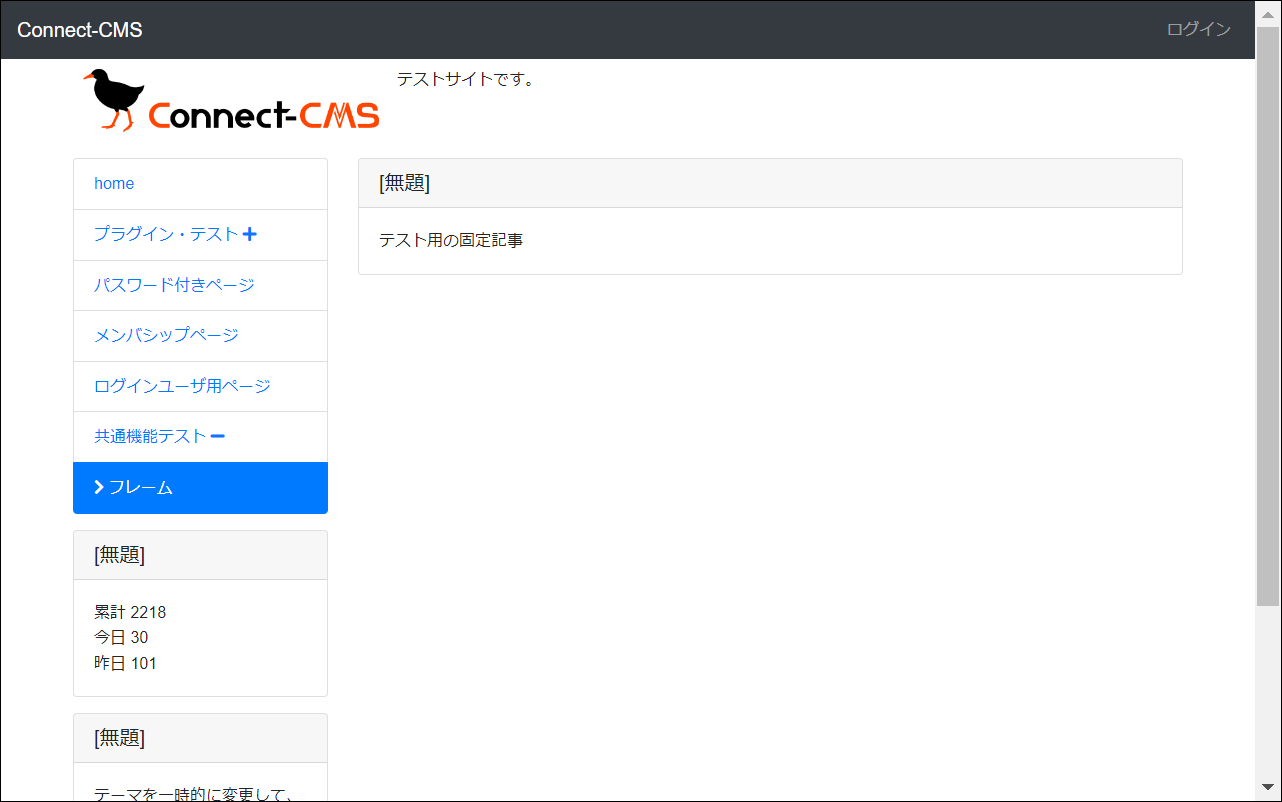 Connect-CMS
ログイン
Connect-CMS
テストサイトです。
home
プラグイン・テスト
パスワード付きページ
メンバシップページ
ログインユーザ用ページ
共通機能テスト
フレーム
[無題]
累計 2218
今日 30
昨日 101
[無題]
テーマを一時的に変更して、
[無題]
テスト用の固定記事